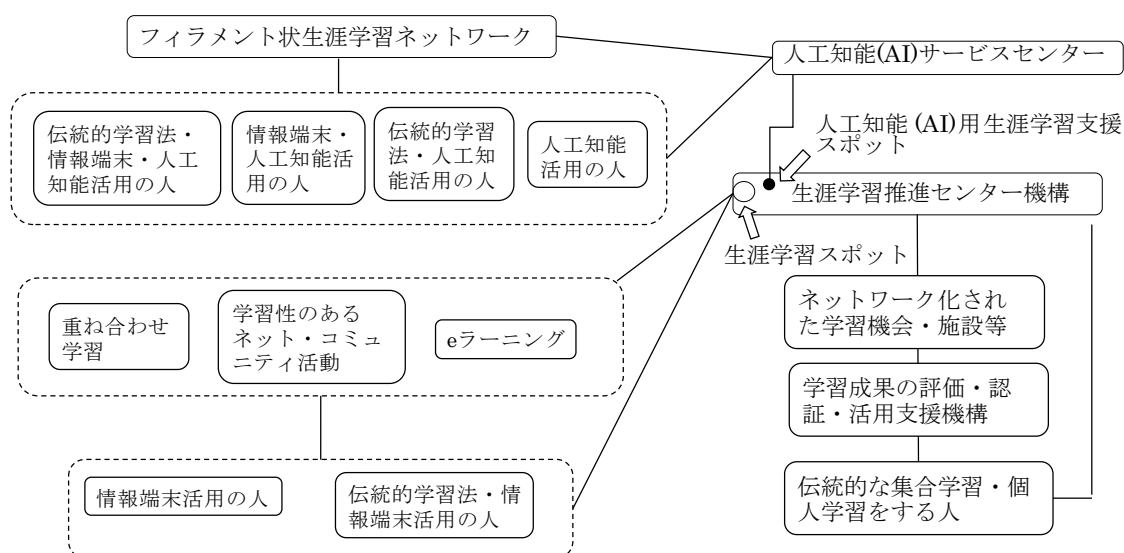 フィラメント状生涯学習ネットワーク
人工知能(AI)サービスセンター
伝統的学習法・
情報端末・人工
知能活用の人
情報端末・
人工知能活
用の人
伝統的学習
法・人工知
能活用の人
人工知能
活用の人
人工知能 (AI)用生涯学習支援
スポット
生涯学習推進センター機構
生涯学習スポット
重ね合わせ
学習
学習性のある
ネット・コミュ
ニティ活動
eラーニング
ネットワーク化され
た学習機会・施設等
学習成果の評価・認
証・活用支援機構
情報端末活用の人
伝統的学習法・情
報端末活用の人
伝統的な集合学習・個
人学習をする人